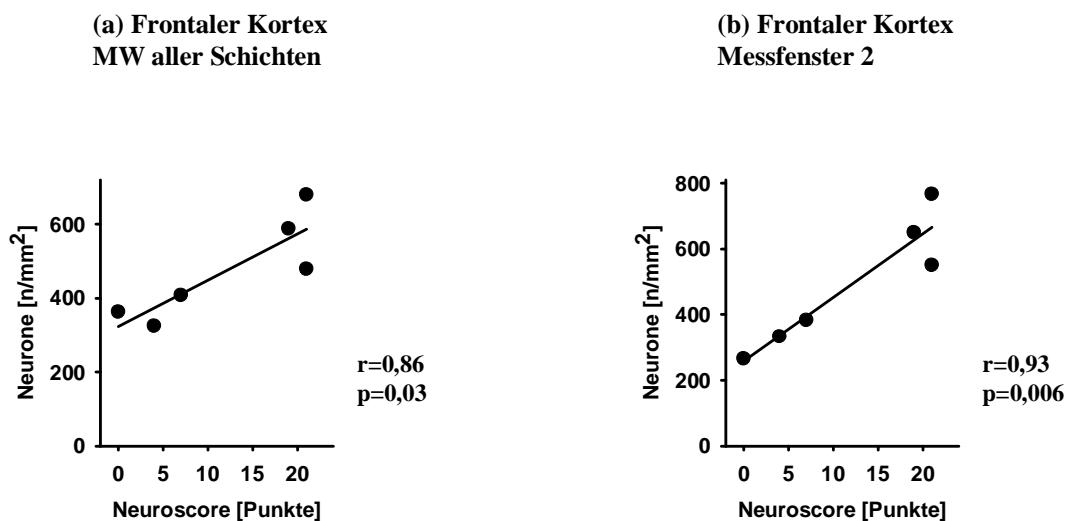 (a) Frontaler Kortex
MW aller Schichten
Neurone [n/mm²]
600
400
200
0
0 5 10 15 20
Neuroscore [Punkte]
r=0,86
p=0,03
(b) Frontaler Kortex
Messfenster 2
Neurone [n/mm²]
800
600
400
200
0
0 5 10 15 20
Neuroscore [Punkte]
r=0,93
p=0,006